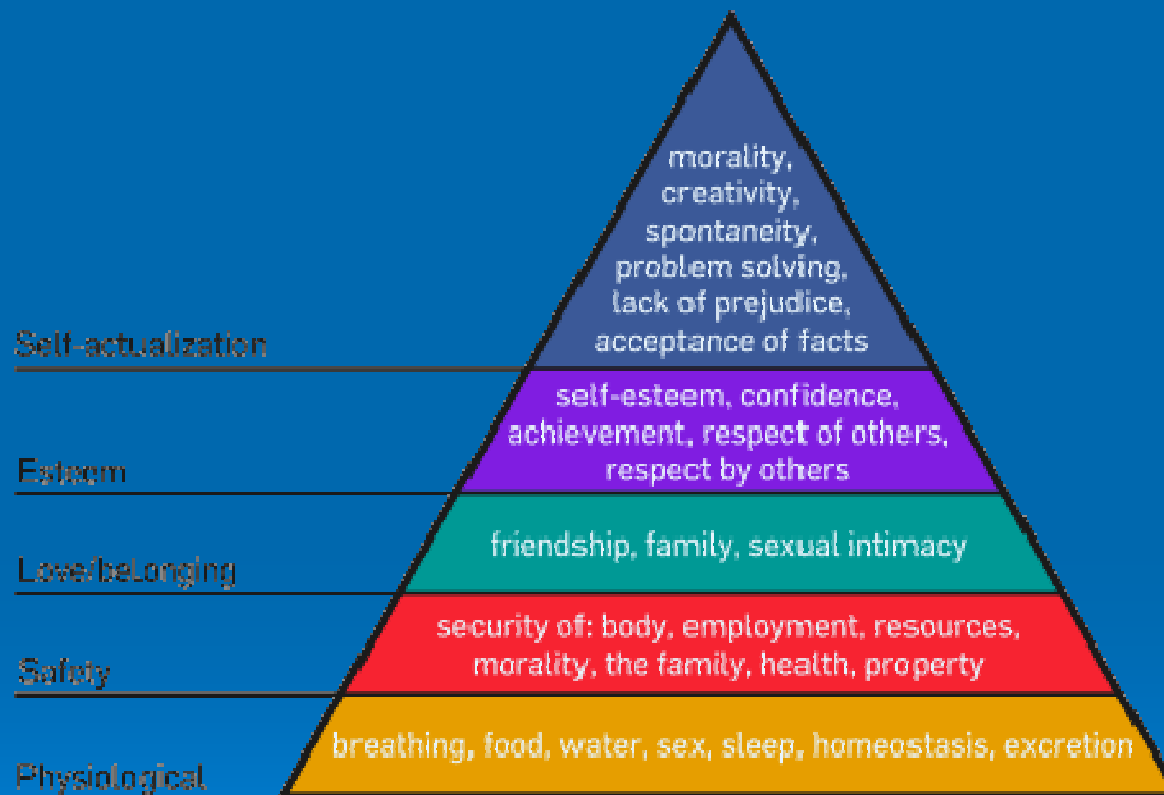 morality,
creativity,
spontaneity,
problem solving,
lack of prejudice,
acceptance of facts
Self-actualization
self-esteem, confidence,
achievement, respect of others,
respect by others
Esteem
friendship, family, sexual intimacy
Love/belonging
security of: body, employment, resources,
morality, the family, health, property
Safety
breathing, food, water, sex, sleep, homeostasis, excretion
Physiological